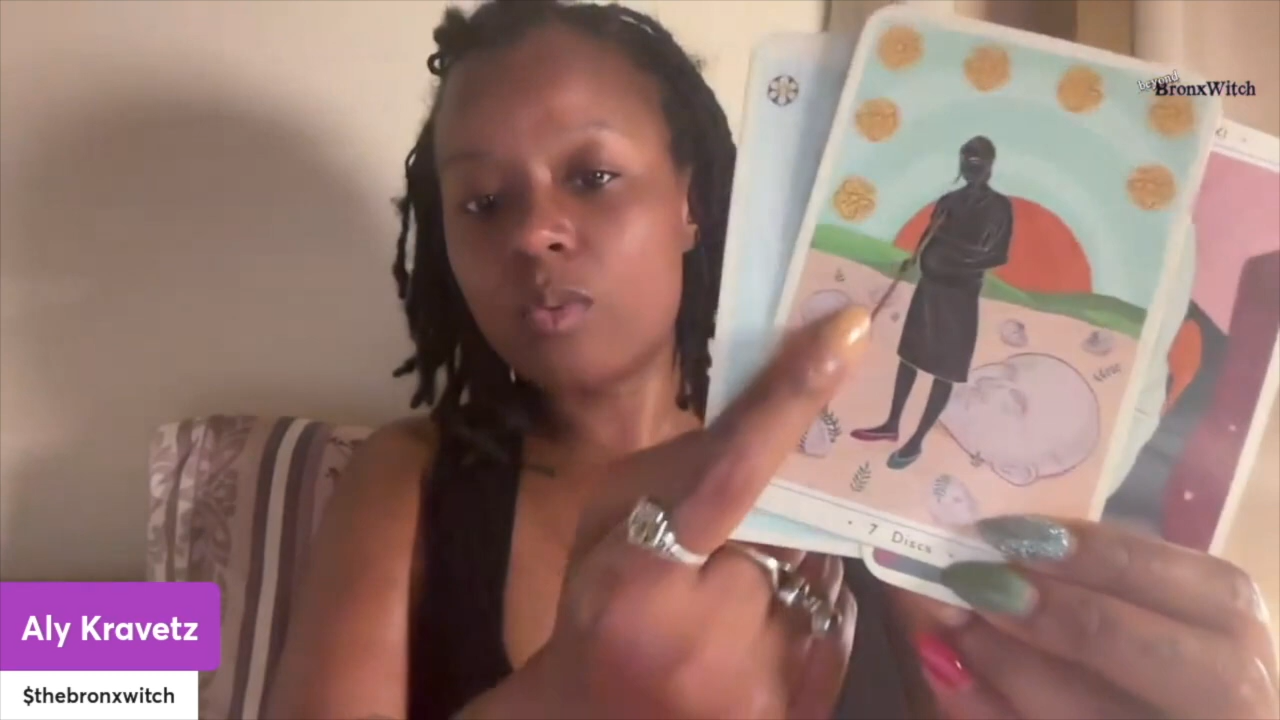 beyond
BronxWitch
7 Discs
Aly Kravetz
$thebronxwitch